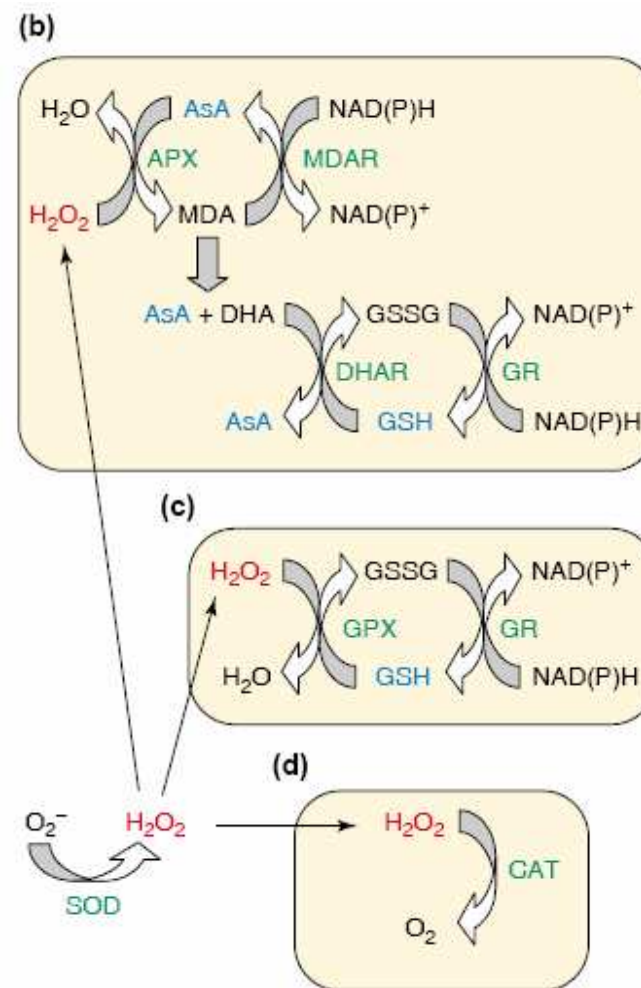 (b)
H₂O AsA NAD(P)H
APX MDAR
H₂O₂ MDA NAD(P)⁺
AsA + DHA GSSG NAD(P)⁺
DHAR GR
AsA GSH NAD(P)H
(c)
H₂O₂ GSSG NAD(P)⁺
GPX GR
H₂O GSH NAD(P)H
(d)
O₂⁻ H₂O₂ H₂O₂
CAT
SOD
O₂